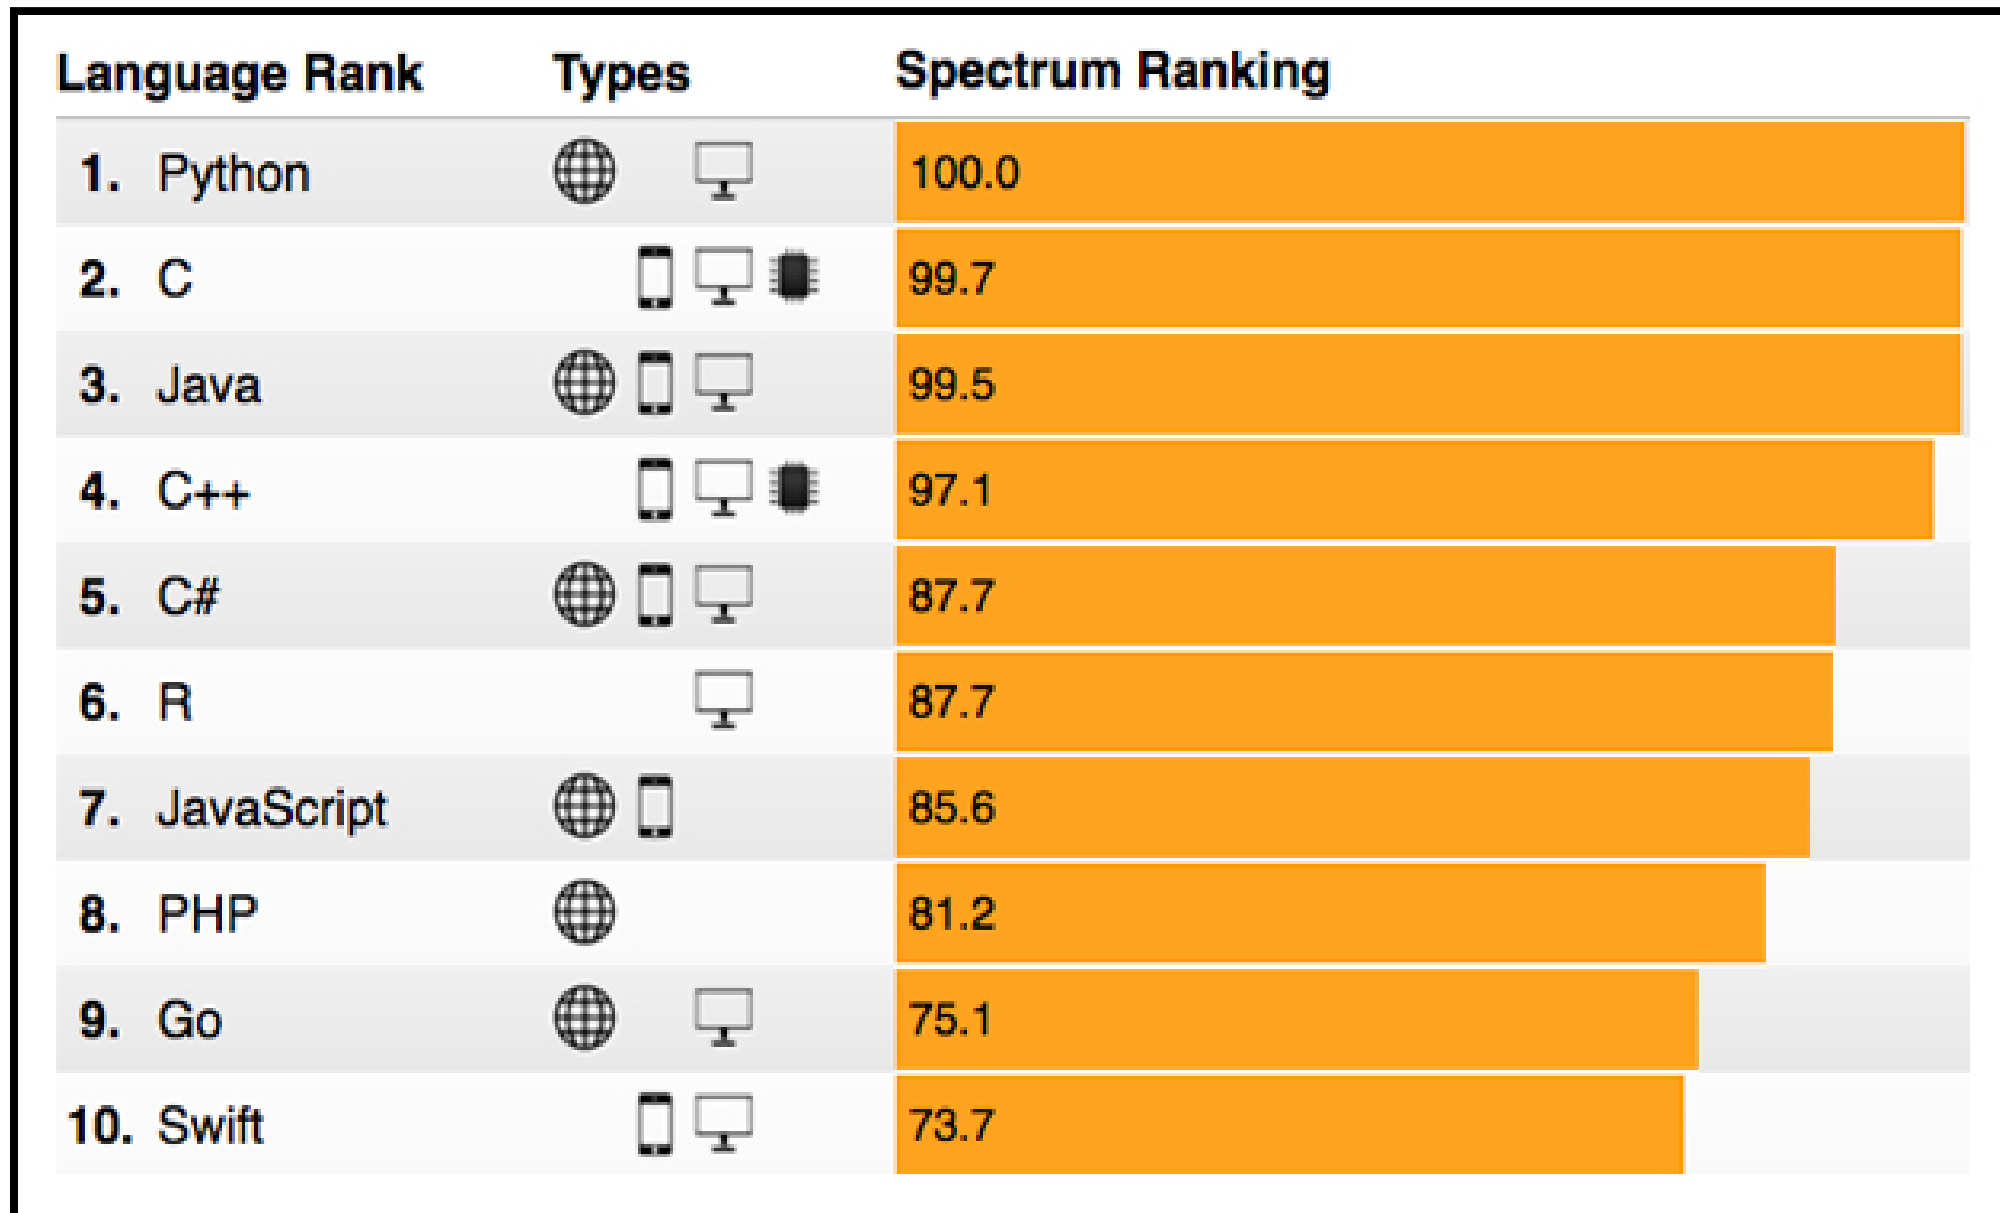 Language Rank Types Spectrum Ranking
1. Python 100.0
2. C 99.7
3. Java 99.5
4. C++ 97.1
5. C# 87.7
6. R 87.7
7. JavaScript 85.6
8. PHP 81.2
9. Go 75.1
10. Swift 73.7